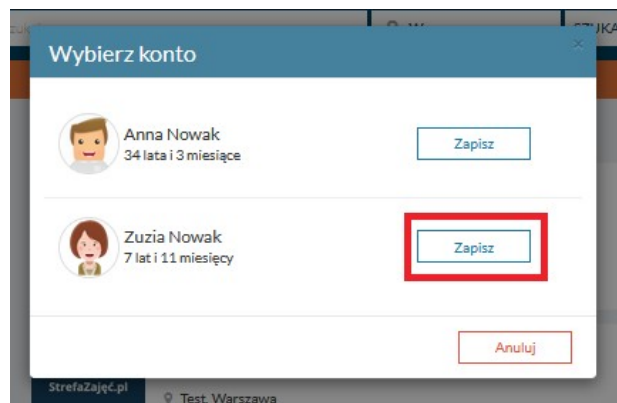 Wybierz konto
×
Anna Nowak
34 lata i 3 miesiące
Zapisz
Zuzia Nowak
7 lat i 11 miesięcy
Zapisz
Anuluj
StrefaZajęć.pl
Test, Warszawa